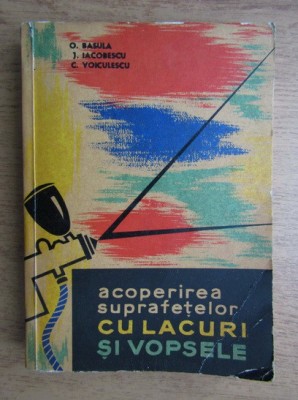 O. BASULA
J. IACOBESCU
C. VOICULESCU
acoperirea
suprafețelor
CU LACURI
ȘI VOPSELE